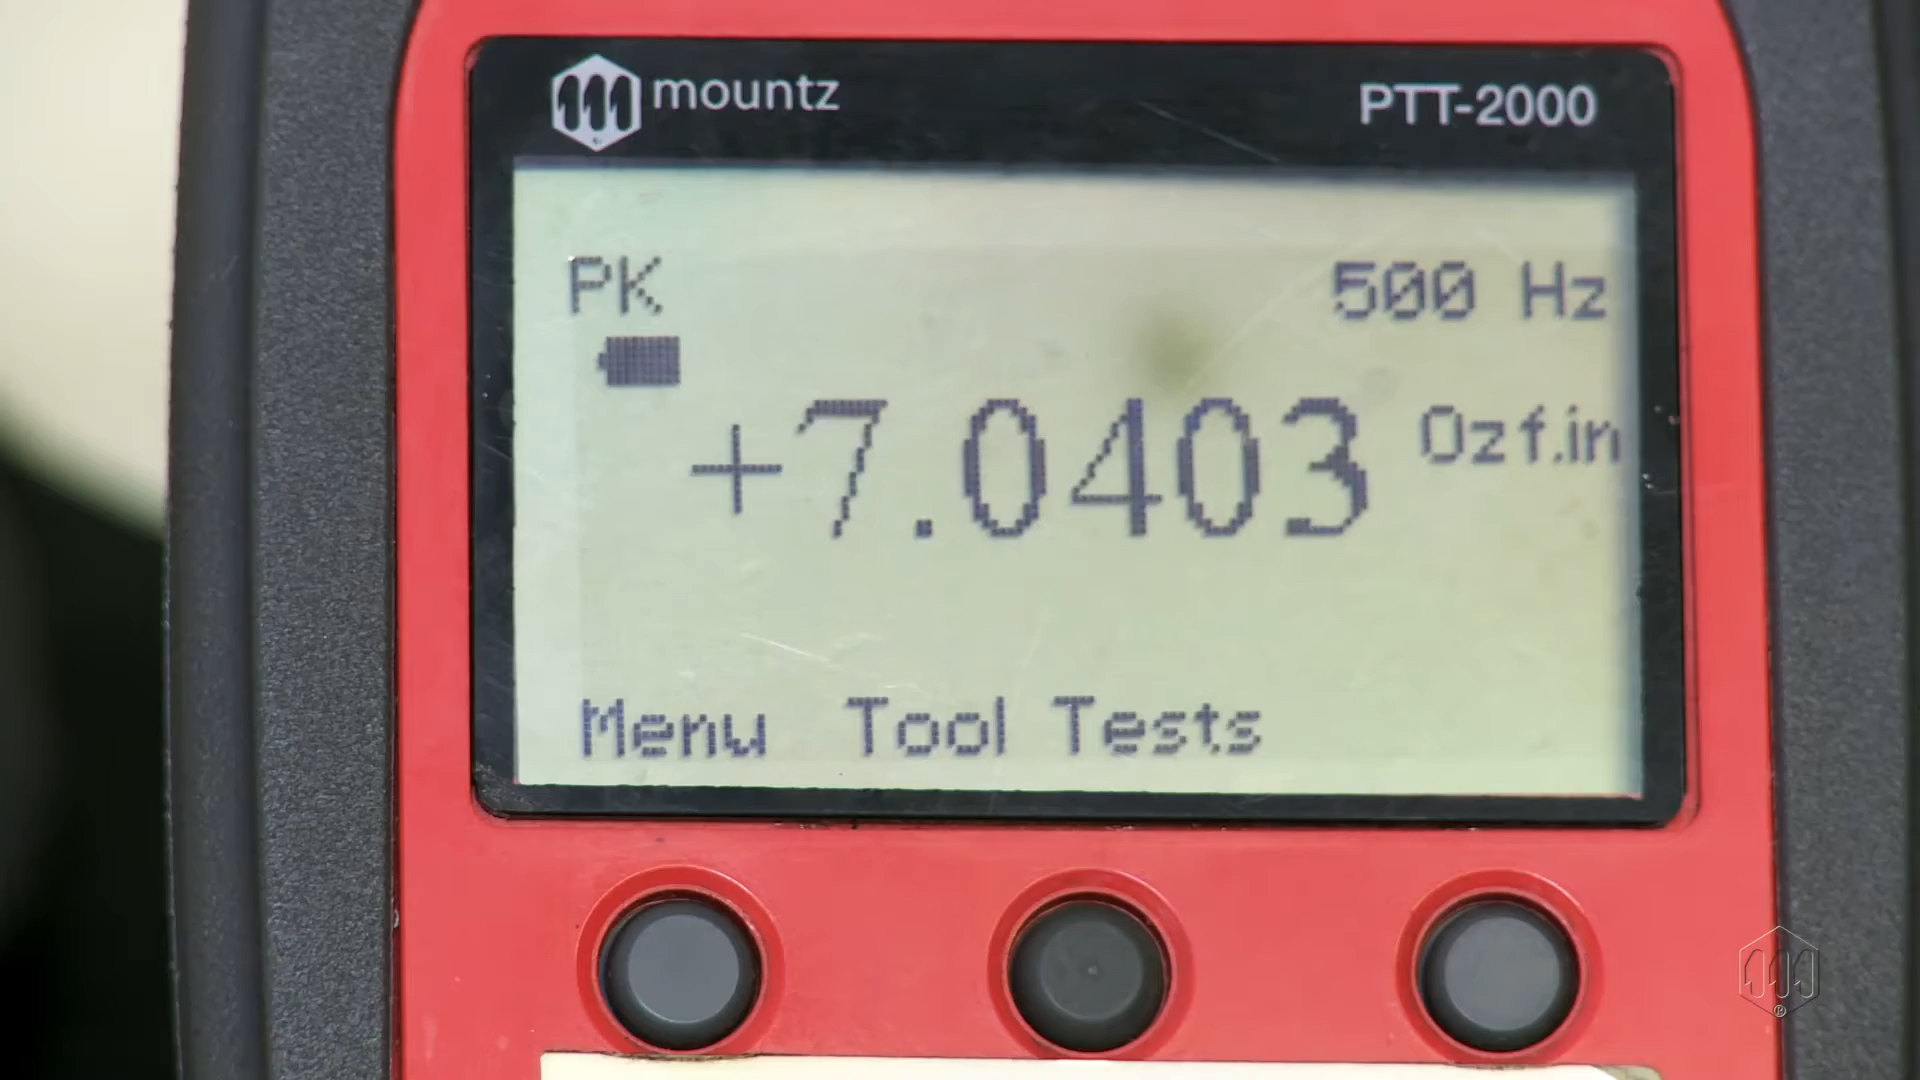 mountz
PTT-2000
PK
500 Hz
+7.0403 Ozf.in
Menu Tool Tests
®